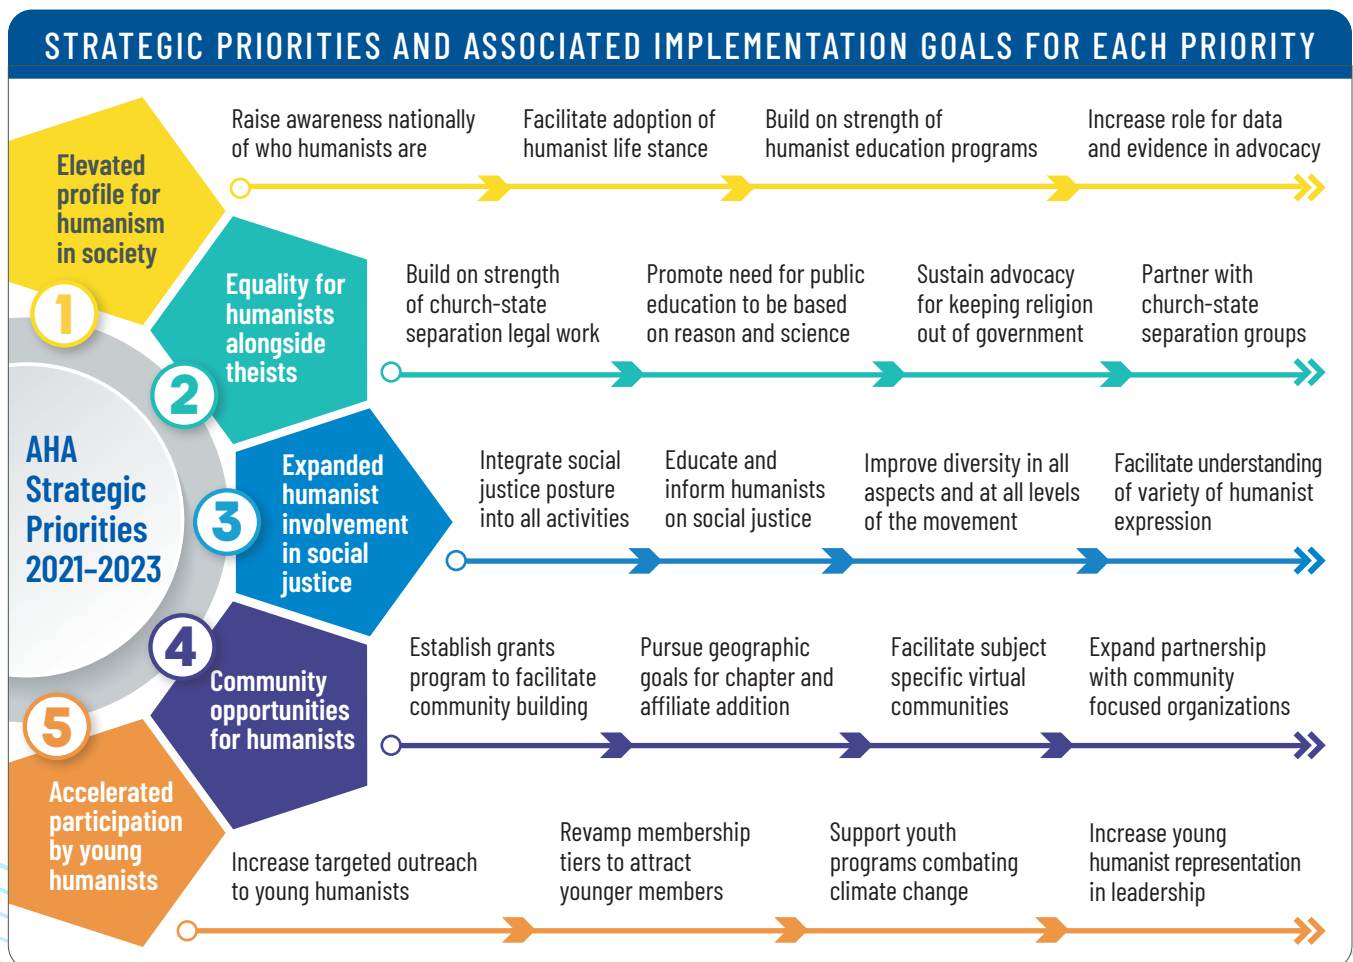 STRATEGIC PRIORITIES AND ASSOCIATED IMPLEMENTATION GOALS FOR EACH PRIORITY
AHA
Strategic
Priorities
2021–2023
1
Elevated
profile for
humanism
in society
Raise awareness nationally
of who humanists are
Facilitate adoption of
humanist life stance
Build on strength of
humanist education programs
Increase role for data
and evidence in advocacy
2
Equality for
humanists
alongside
theists
Build on strength
of church-state
separation legal work
Promote need for public
education to be based
on reason and science
Sustain advocacy
for keeping religion
out of government
Partner with
church-state
separation groups
3
Expanded
humanist
involvement
in social
justice
Integrate social
justice posture
into all activities
Educate and
inform humanists
on social justice
Improve diversity in all
aspects and at all levels
of the movement
Facilitate understanding
of variety of humanist
expression
4
Community
opportunities
for humanists
Establish grants
program to facilitate
community building
Pursue geographic
goals for chapter and
affiliate addition
Facilitate subject
specific virtual
communities
Expand partnership
with community
focused organizations
5
Accelerated
participation
by young
humanists
Increase targeted outreach
to young humanists
Revamp membership
tiers to attract
younger members
Support youth
programs combating
climate change
Increase young
humanist representation
in leadership